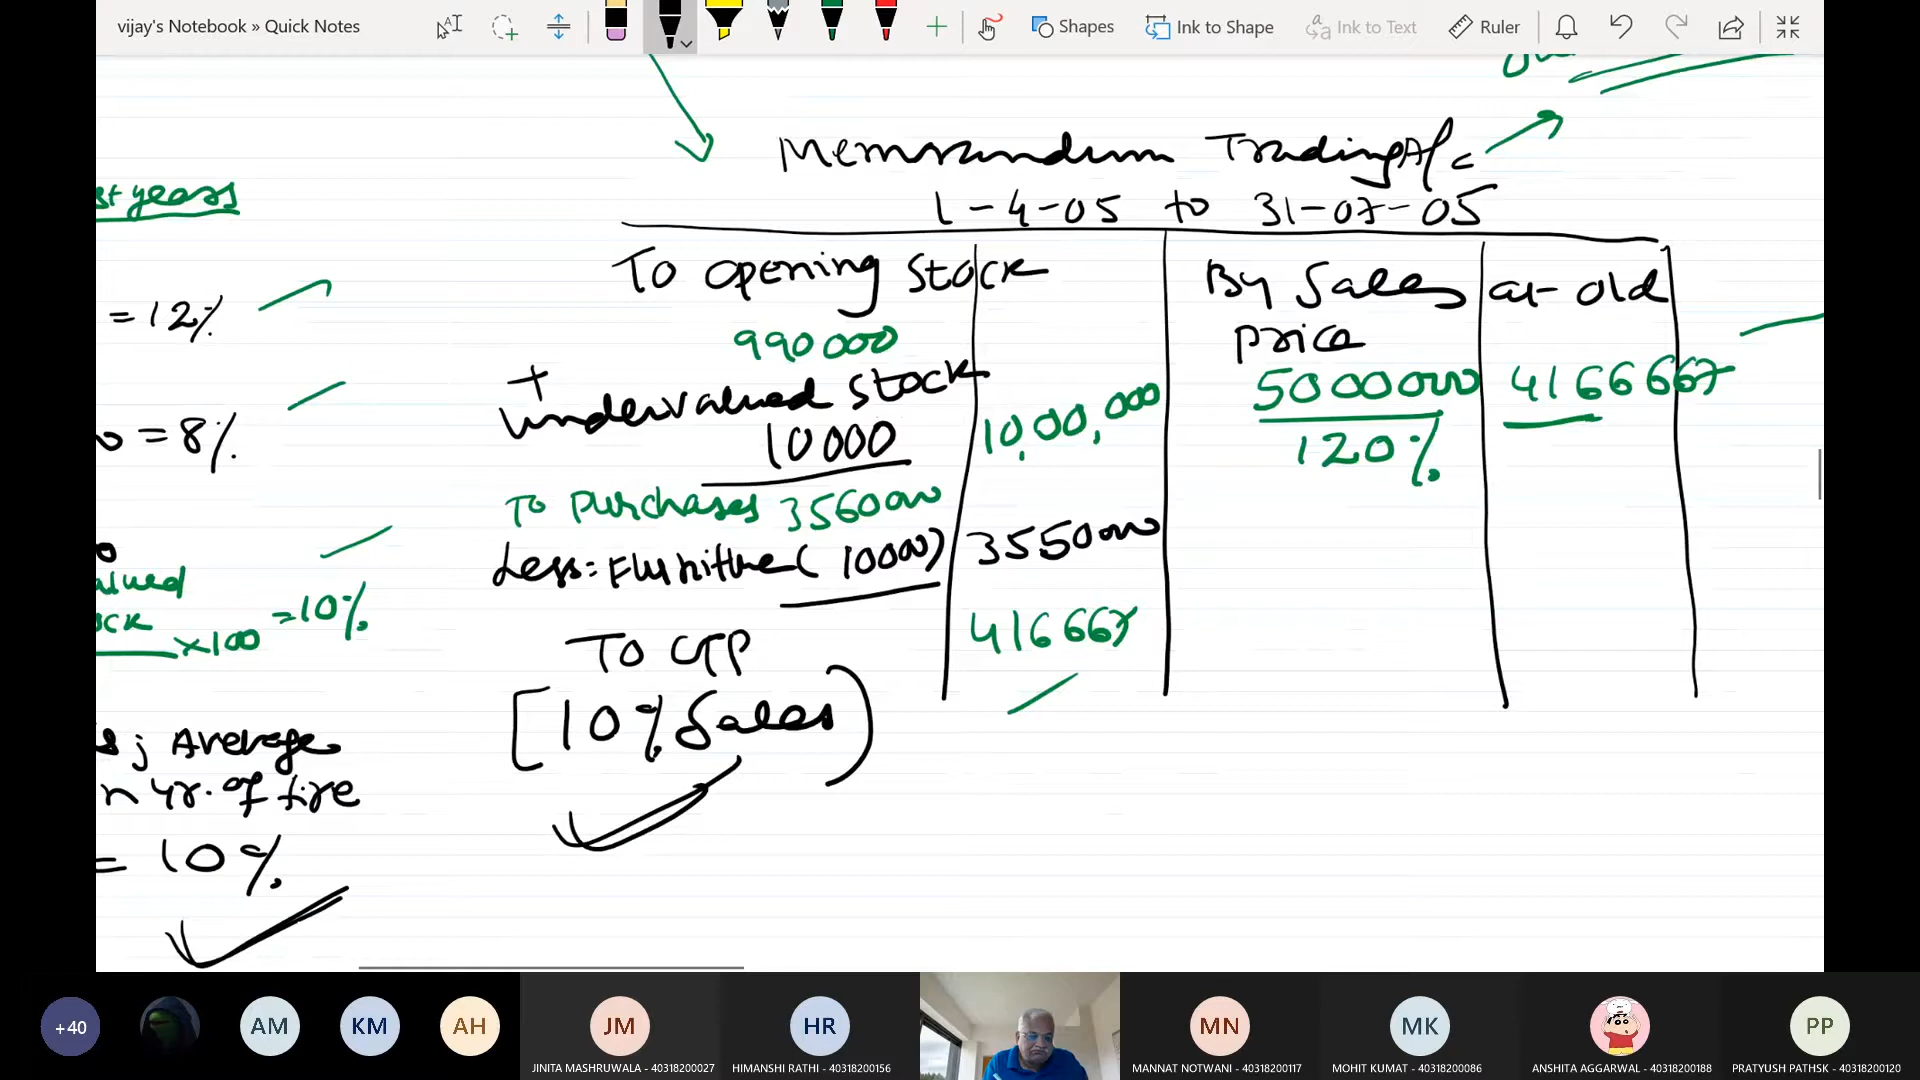 vijay's Notebook » Quick Notes
Shapes
Ink to Shape
Ink to Text
Ruler
Memorandum Trading A/c
1-4-05 to 31-07-05
st years
= 12%
= 8%
= 10%
x100
; Average
yr. of fire
= 10%
To opening stock
990000
+
undervalued stock
10000
10,00,000
To Purchases 3560000
Less: Furniture (10000)
3550000
To GP
416667
[10% Sales)
By Sales at old
price
5000000
120%
4166667
+40
AM
KM
AH
JM
JINITA MASHRUWALA - 40318200027
HR
HIMANSHI RATHI - 40318200156
MN
MANNAT NOTWANI - 40318200117
MK
MOHIT KUMAT - 40318200086
ANSHITA AGGARWAL - 40318200188
PP
PRATYUSH PATHSK - 40318200120